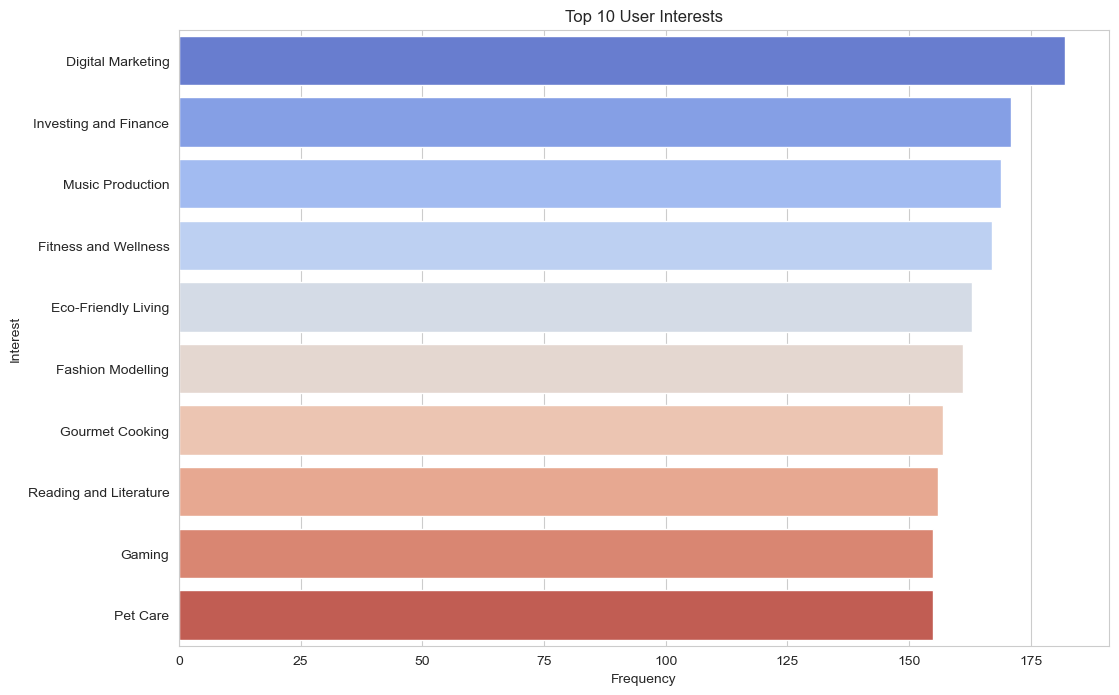 Top 10 User Interests
Digital Marketing
Investing and Finance
Music Production
Fitness and Wellness
Eco-Friendly Living
Fashion Modelling
Gourmet Cooking
Reading and Literature
Gaming
Pet Care
Interest
0 25 50 75 100 125 150 175
Frequency